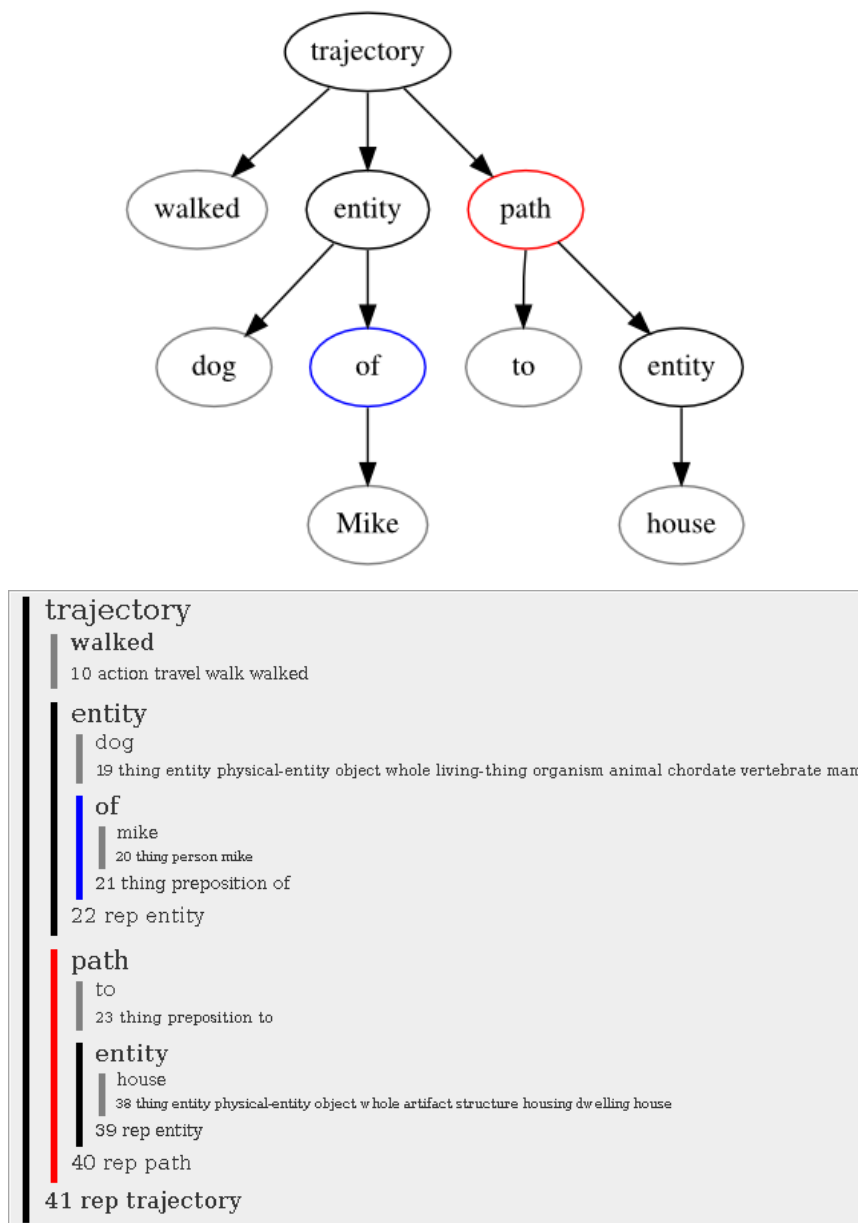 trajectory
walked
entity
path
dog
of
to
entity
Mike
house
trajectory
walked
10 action travel walk walked
entity
dog
19 thing entity physical-entity object whole living-thing organism animal chordate vertebrate mam
of
mike
20 thing person mike
21 thing preposition of
22 rep entity
path
to
23 thing preposition to
entity
house
38 thing entity physical-entity object whole artifact structure housing dwelling house
39 rep entity
40 rep path
41 rep trajectory